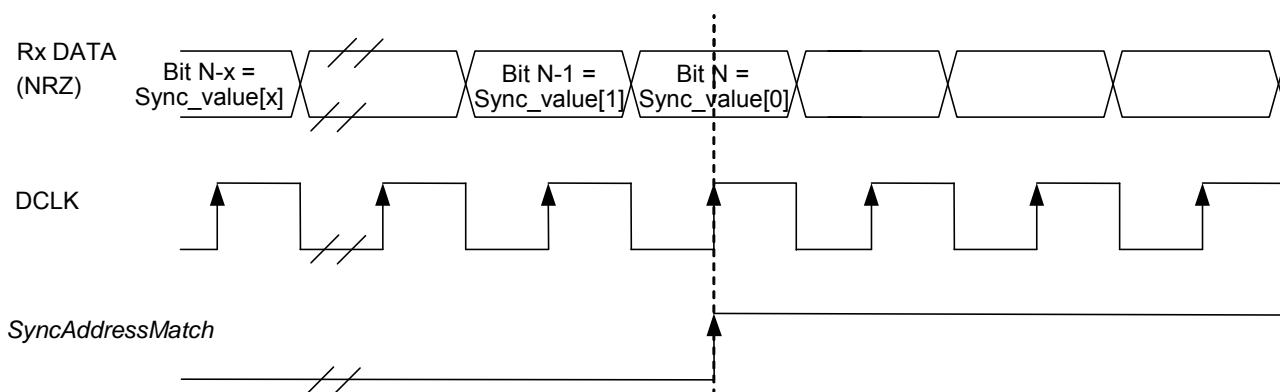 Rx DATA
(NRZ)
Bit N-x =
Sync_value[x]
Bit N-1 =
Sync_value[1]
Bit N =
Sync_value[0]
DCLK
SyncAddressMatch